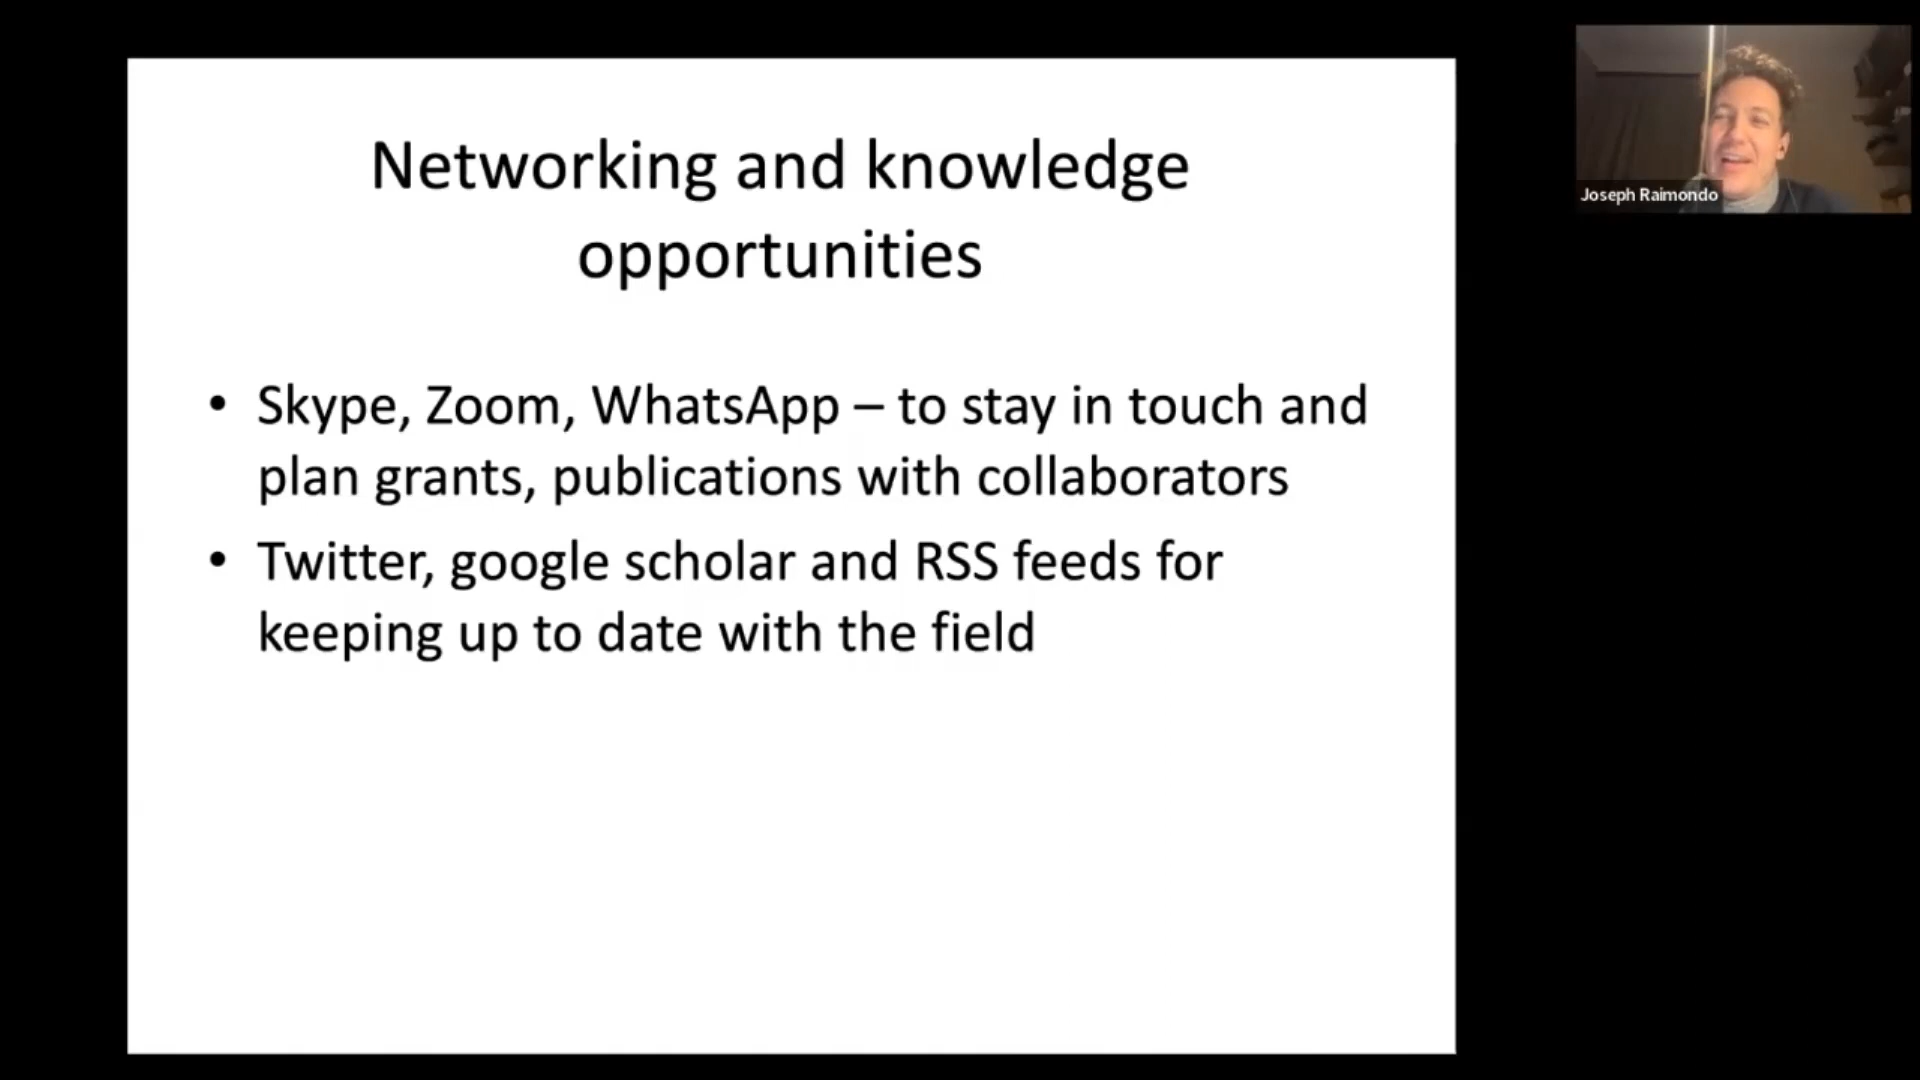 Networking and knowledge
opportunities
• Skype, Zoom, WhatsApp – to stay in touch and
plan grants, publications with collaborators
• Twitter, google scholar and RSS feeds for
keeping up to date with the field
Joseph Raimondo